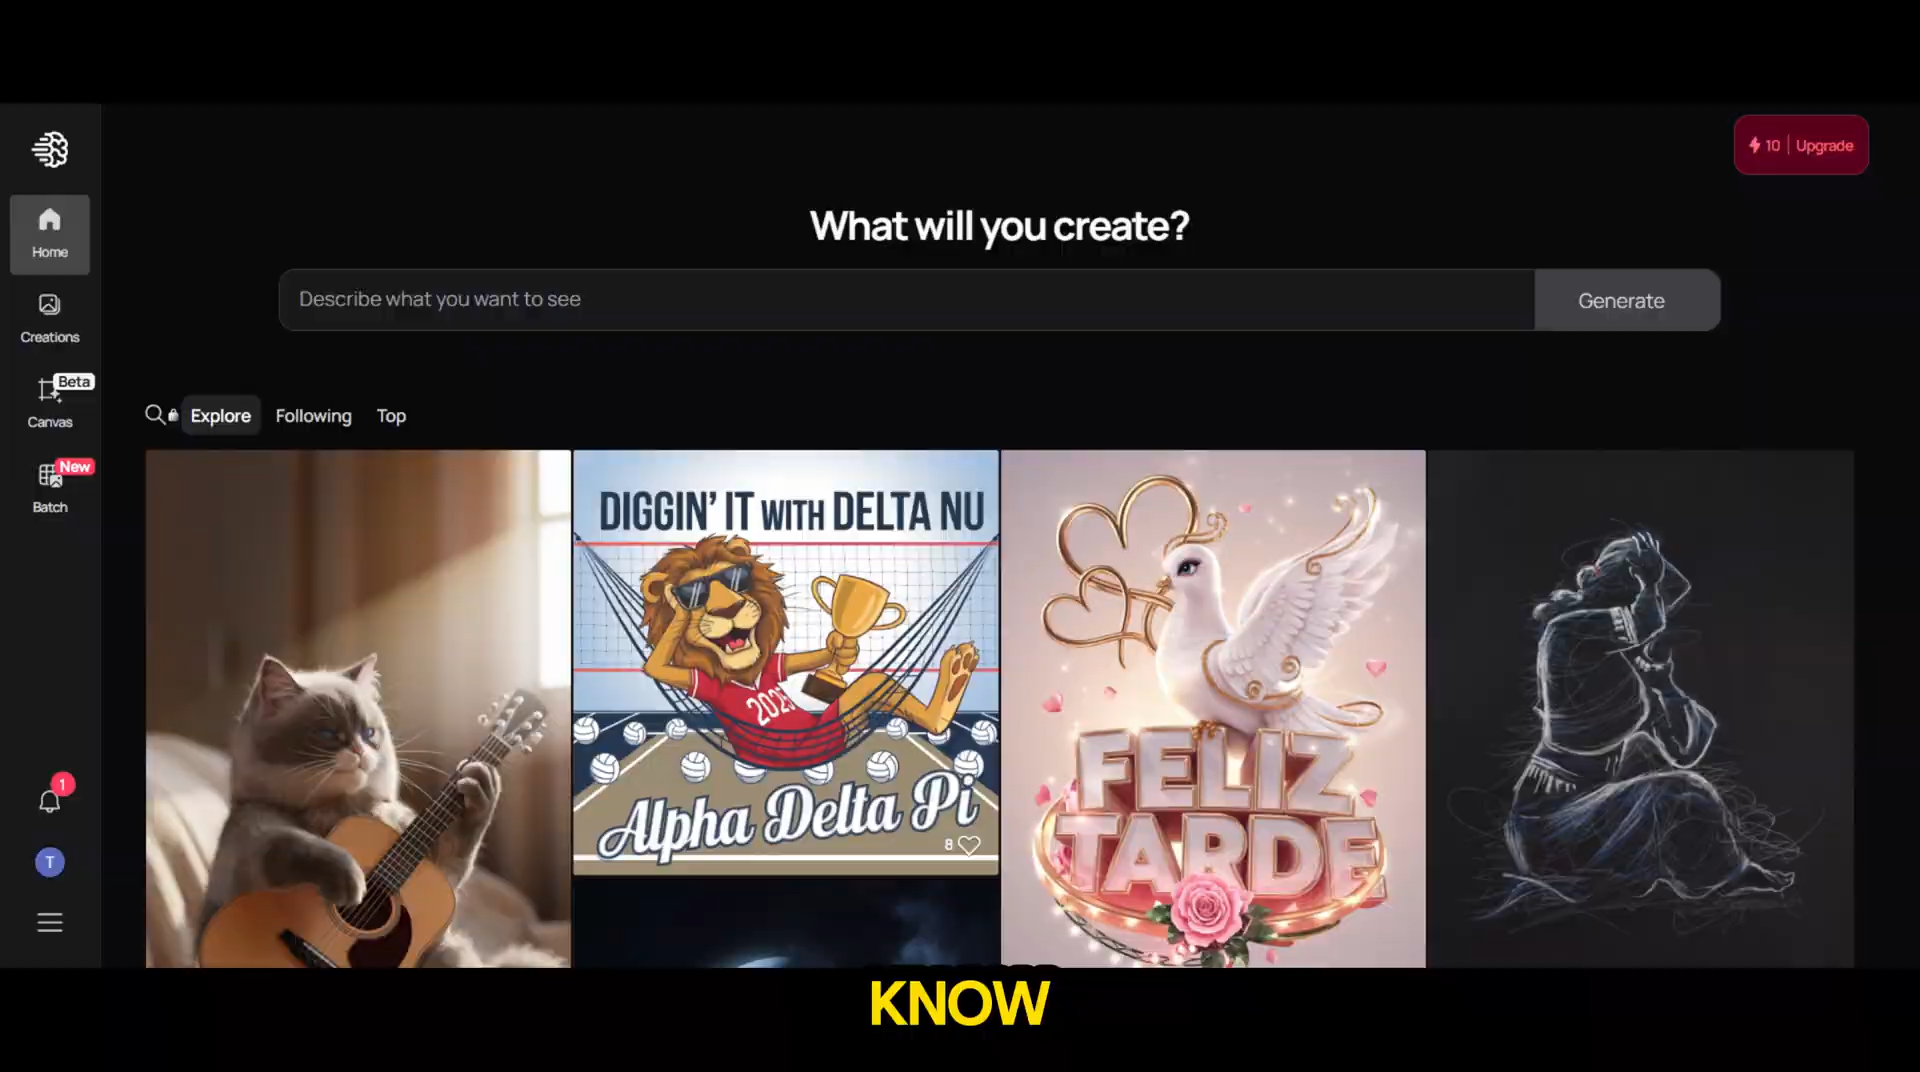 10 | Upgrade
What will you create?
Describe what you want to see
Generate
Home
Creations
Beta
Canvas
New
Batch
1
T
Explore
Following
Top
DIGGIN' IT WITH DELTA NU
2025
Alpha Delta Pi
8
FELIZ
TARDE
KNOW